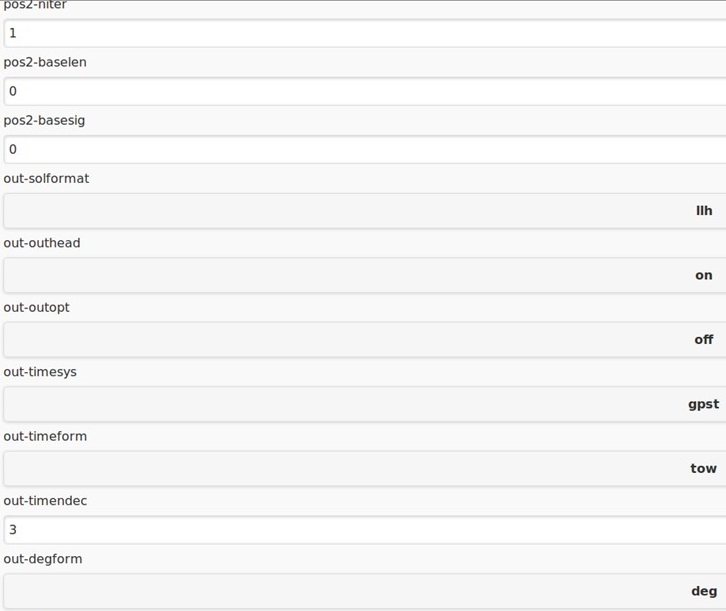 pos2-niter
1
pos2-baselen
0
pos2-basesig
0
out-solformat
llh
out-outhead
on
out-outopt
off
out-timesys
gpst
out-timeform
tow
out-timendec
3
out-degform
deg